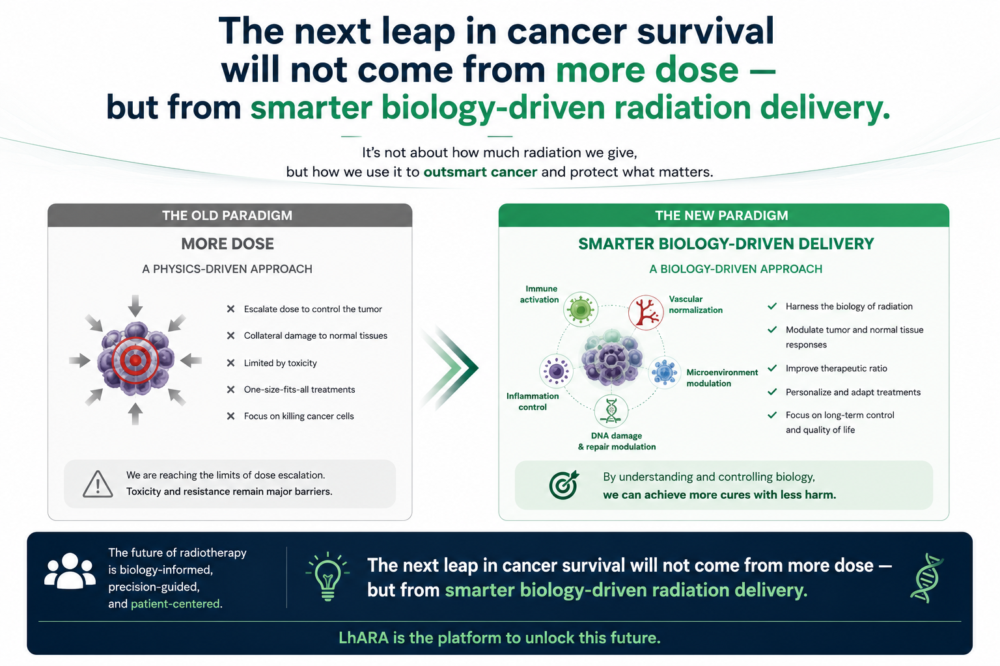 The next leap in cancer survival
will not come from more dose —
but from smarter biology-driven radiation delivery.
It's not about how much radiation we give,
but how we use it to outsmart cancer and protect what matters.
THE OLD PARADIGM
MORE DOSE
A PHYSICS-DRIVEN APPROACH
Escalate dose to control the tumor
Collateral damage to normal tissues
Limited by toxicity
One-size-fits-all treatments
Focus on killing cancer cells
We are reaching the limits of dose escalation.
Toxicity and resistance remain major barriers.
THE NEW PARADIGM
SMARTER BIOLOGY-DRIVEN DELIVERY
A BIOLOGY-DRIVEN APPROACH
Immune
activation
Vascular
normalization
Inflammation
control
Microenvironment
modulation
DNA damage
& repair modulation
Harness the biology of radiation
Modulate tumor and normal tissue
responses
Improve therapeutic ratio
Personalize and adapt treatments
Focus on long-term control
and quality of life
By understanding and controlling biology,
we can achieve more cures with less harm.
The future of radiotherapy
is biology-informed,
precision-guided,
and patient-centered.
The next leap in cancer survival will not come from more dose —
but from smarter biology-driven radiation delivery.
LhARA is the platform to unlock this future.